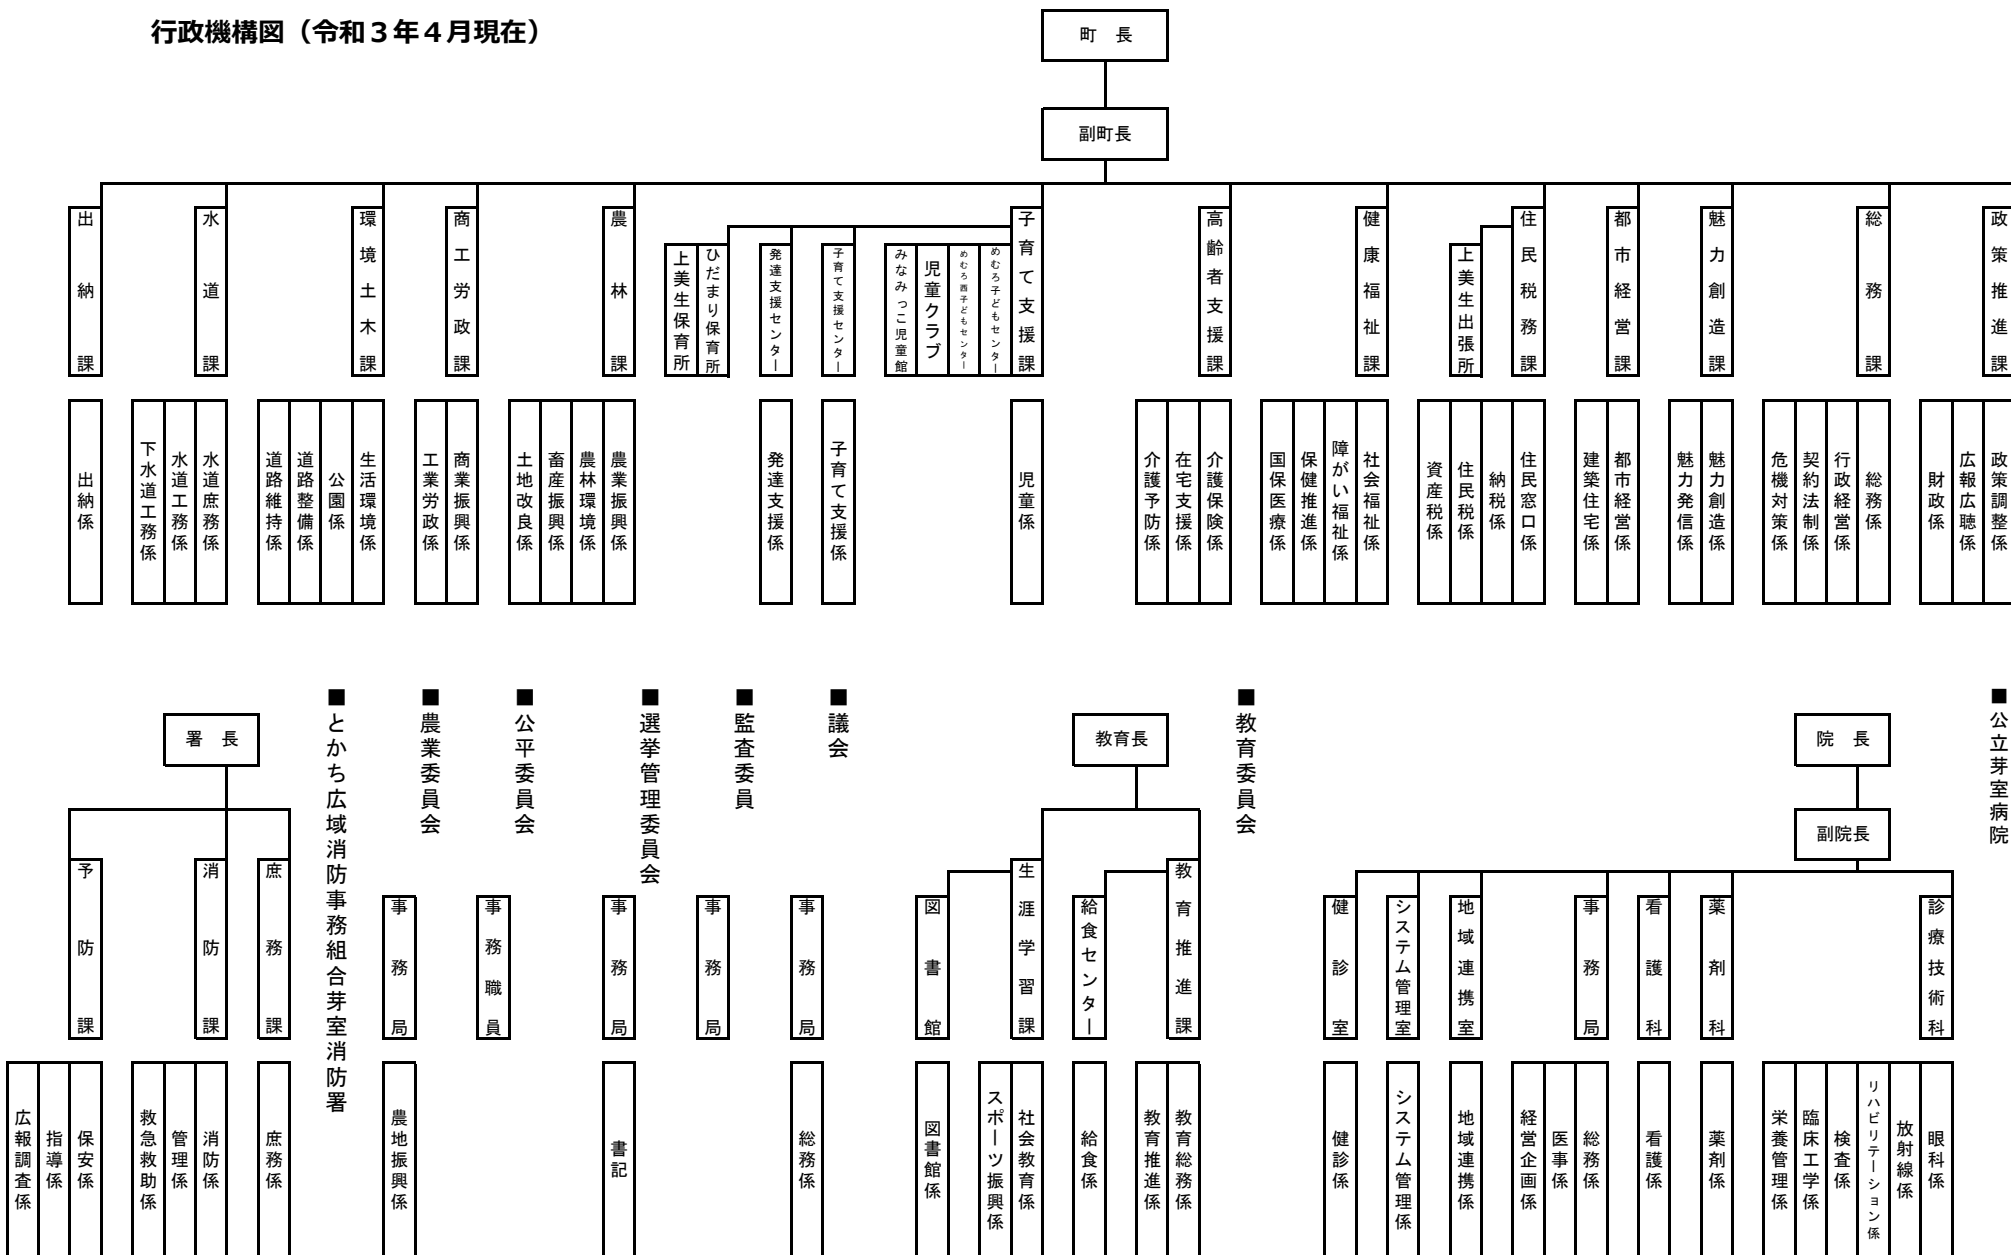 行政機構図（令和３年４月現在）
町　長
副町長
政策推進課
総務課
魅力創造課
都市経営課
住民税務課
上美生出張所
健康福祉課
高齢者支援課
子育て支援課
めむろ子どもセンター
めむろ西子どもセンター
児童クラブ
みなみっこ児童館
子育て支援センター
発達支援センター
ひだまり保育所
上美生保育所
農林課
商工労政課
環境土木課
水道課
出納課
政策調整係
広報広聴係
財政係
総務係
行政経営係
契約法制係
危機対策係
魅力創造係
魅力発信係
都市経営係
建築住宅係
住民窓口係
納税係
住民税係
資産税係
社会福祉係
障がい福祉係
保健推進係
国保医療係
介護保険係
在宅支援係
介護予防係
児童係
子育て支援係
発達支援係
農業振興係
農林環境係
畜産振興係
土地改良係
商業振興係
工業労政係
生活環境係
公園係
道路整備係
道路維持係
水道庶務係
水道工務係
下水道工務係
出納係
■公立芽室病院
院　長
副院長
診療技術科
薬剤科
看護科
事務局
地域連携室
システム管理室
健診室
眼科係
放射線係
リハビリテーション係
検査係
臨床工学係
栄養管理係
薬剤係
看護係
総務係
医事係
経営企画係
地域連携係
システム管理係
健診係
■教育委員会
教育長
教育推進課
給食センター
生涯学習課
図書館
教育総務係
教育推進係
給食係
社会教育係
スポーツ振興係
図書館係
■議会
事務局
総務係
■監査委員
事務局
■選挙管理委員会
事務局
書記
■公平委員会
事務職員
■農業委員会
事務局
農地振興係
■とかち広域消防事務組合芽室消防署
署　長
庶務課
消防課
予防課
庶務係
消防係
管理係
救急救助係
保安係
指導係
広報調査係